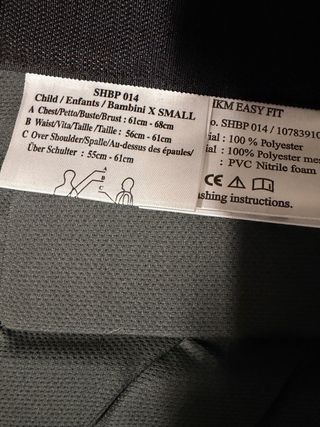 SHBP 014
Child / Enfants / Bambini X SMALL
A Chest/Petto/Buste/Brust : 61cm - 68cm
B Waist/Vita/Taille/Taille : 56cm - 61cm
C Over Shoulder/Spalle/Au-dessus des épaules/
Über Schulter : 55cm - 61cm
A
B
C
IKM EASY FIT
o. SHBP 014 / 10783910
ial : 100 % Polyester
ial : 100% Polyester mes
: PVC Nitrile foam
CE
shing instructions.